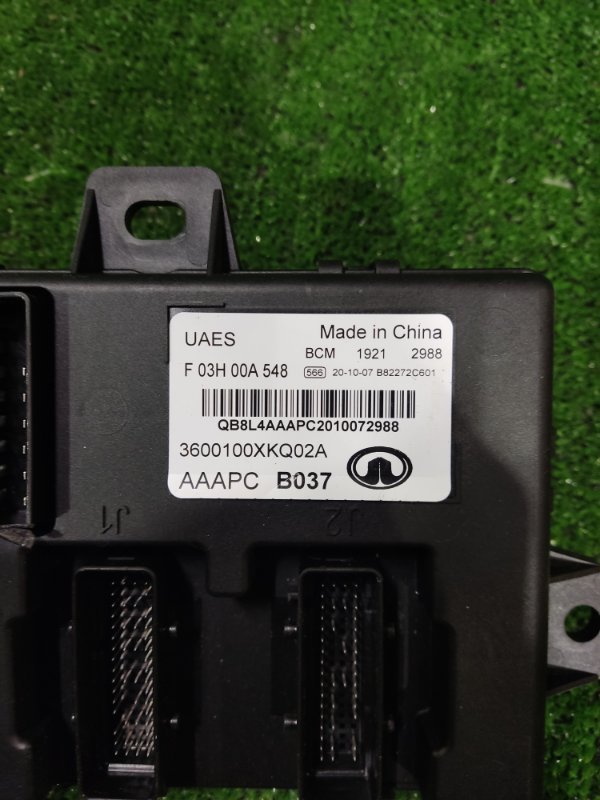 UAES Made in China
BCM 1921 2988
F 03H 00A 548 566 20-10-07 B82272C601
QB8L4AAAPC2010072988
3600100XKQ02A
AAAPC B037
J1 J2